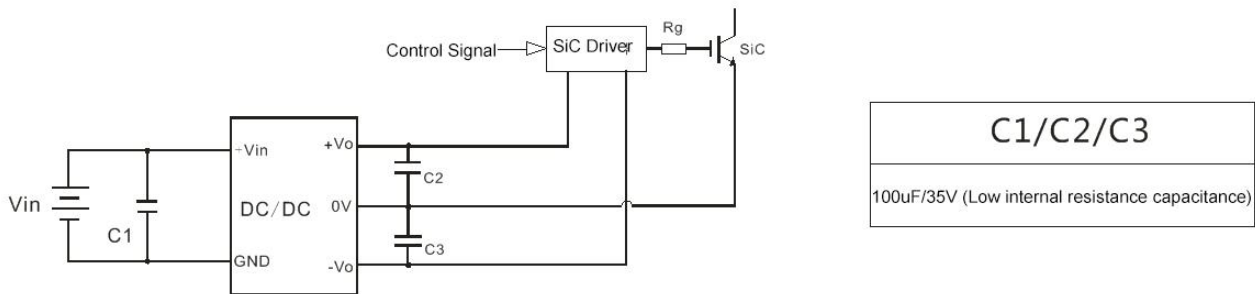 Control Signal
SiC Driver
Rg
SiC
Vin
C1
+Vin
GND
DC/DC
+Vo
0V
-Vo
C2
C3
C1/C2/C3
100uF/35V (Low internal resistance capacitance)